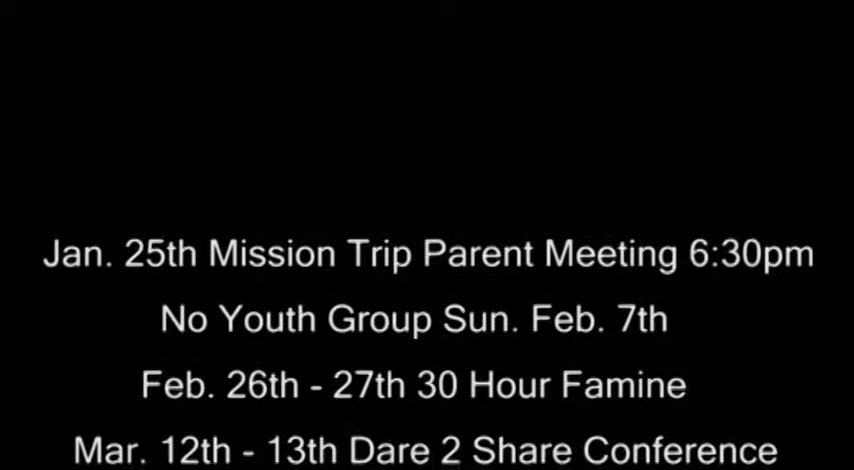 Jan. 25th Mission Trip Parent Meeting 6:30pm
No Youth Group Sun. Feb. 7th
Feb. 26th - 27th 30 Hour Famine
Mar. 12th - 13th Dare 2 Share Conference